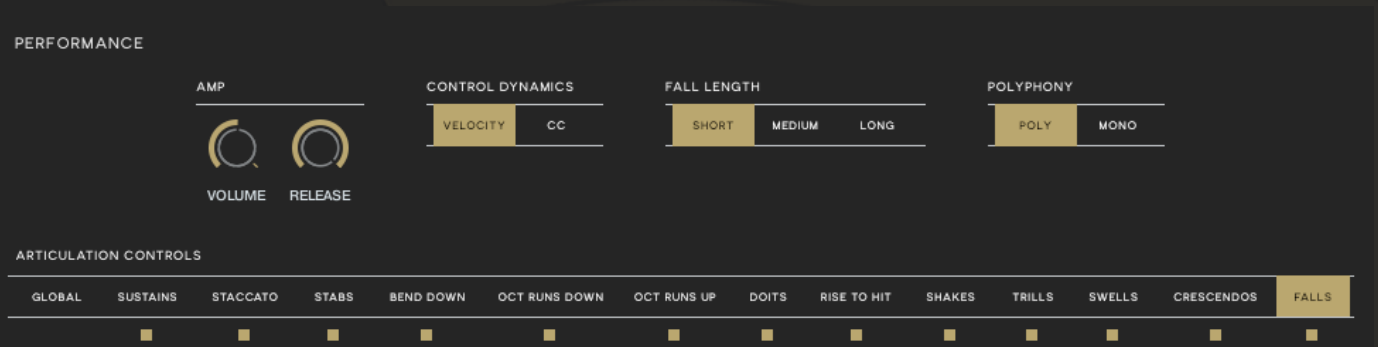 PERFORMANCE
AMP CONTROL DYNAMICS FALL LENGTH POLYPHONY
VELOCITY CC SHORT MEDIUM LONG POLY MONO
VOLUME RELEASE
ARTICULATION CONTROLS
GLOBAL SUSTAINS STACCATO STABS BEND DOWN OCT RUNS DOWN OCT RUNS UP DOITS RISE TO HIT SHAKES TRILLS SWELLS CRESCENDOS FALLS